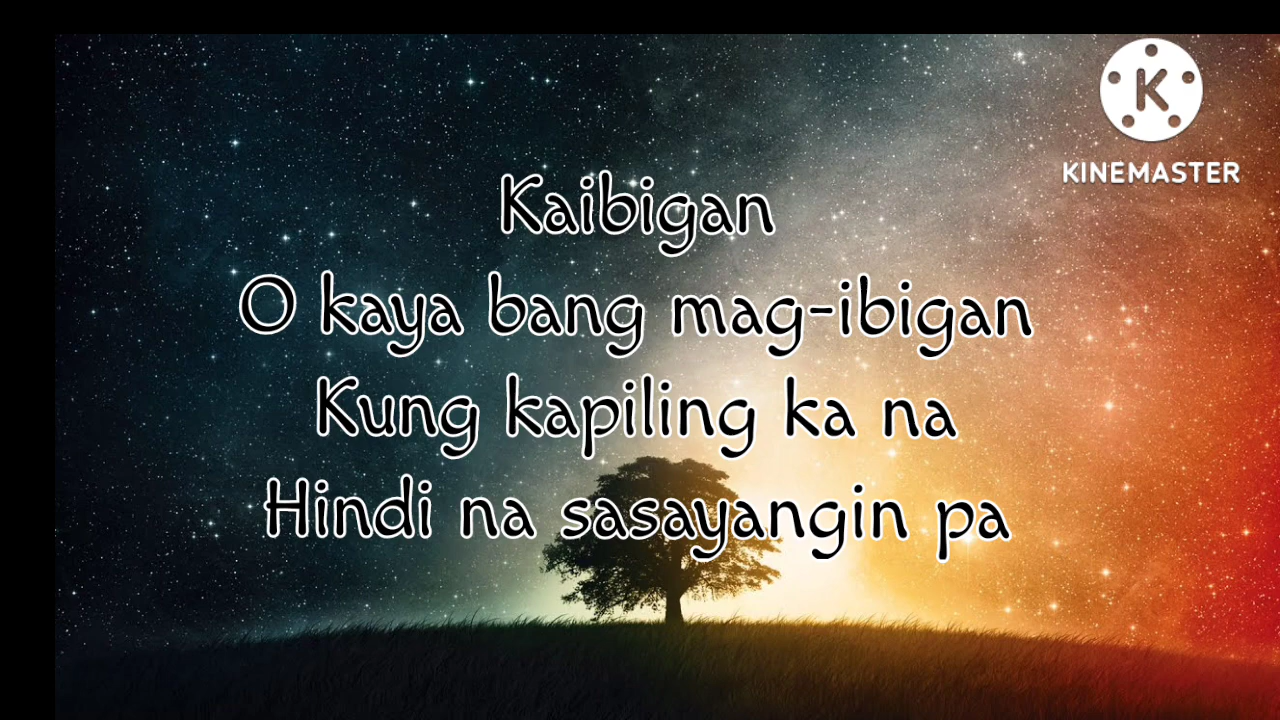 K
KINEMASTER
Kaibigan
O kaya bang mag-ibigan
Kung kapiling ka na
Hindi na sasayangin pa